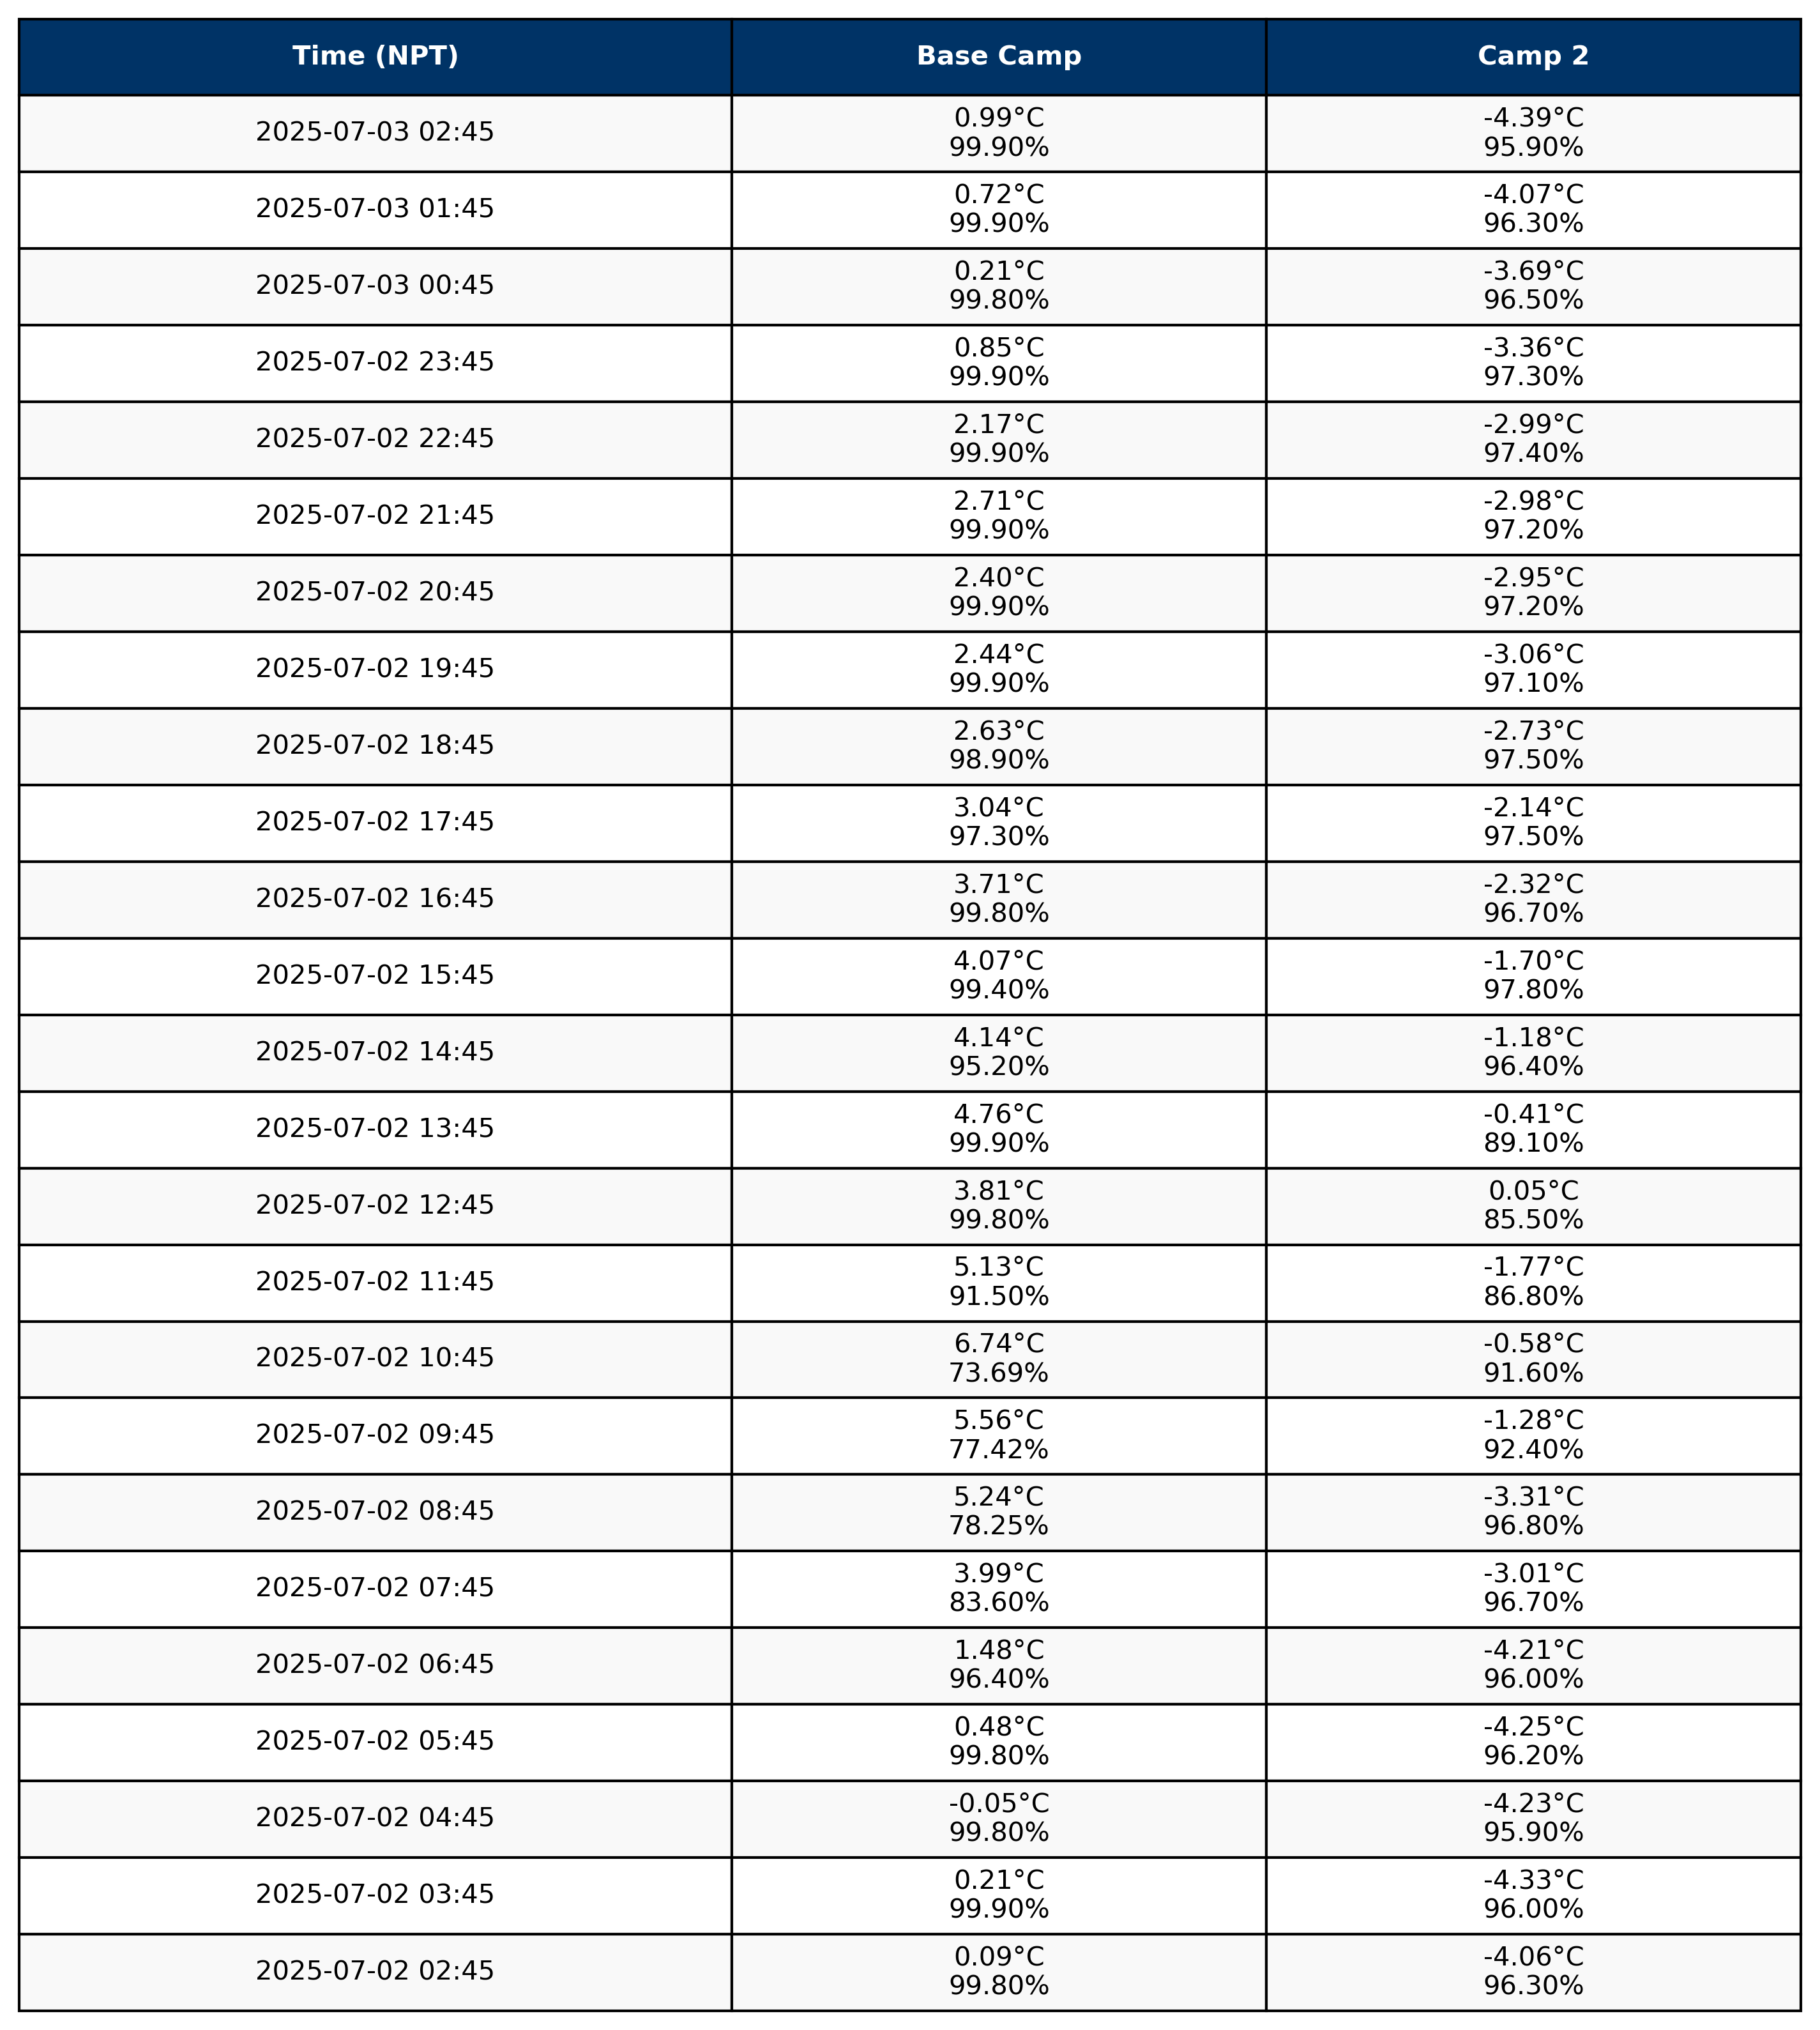 Time (NPT) Base Camp Camp 2
2025-07-03 02:45 0.99°C -4.39°C
99.90% 95.90%
2025-07-03 01:45 0.72°C -4.07°C
99.90% 96.30%
2025-07-03 00:45 0.21°C -3.69°C
99.80% 96.50%
2025-07-02 23:45 0.85°C -3.36°C
99.90% 97.30%
2025-07-02 22:45 2.17°C -2.99°C
99.90% 97.40%
2025-07-02 21:45 2.71°C -2.98°C
99.90% 97.20%
2025-07-02 20:45 2.40°C -2.95°C
99.90% 97.20%
2025-07-02 19:45 2.44°C -3.06°C
99.90% 97.10%
2025-07-02 18:45 2.63°C -2.73°C
98.90% 97.50%
2025-07-02 17:45 3.04°C -2.14°C
97.30% 97.50%
2025-07-02 16:45 3.71°C -2.32°C
99.80% 96.70%
2025-07-02 15:45 4.07°C -1.70°C
99.40% 97.80%
2025-07-02 14:45 4.14°C -1.18°C
95.20% 96.40%
2025-07-02 13:45 4.76°C -0.41°C
99.90% 89.10%
2025-07-02 12:45 3.81°C 0.05°C
99.80% 85.50%
2025-07-02 11:45 5.13°C -1.77°C
91.50% 86.80%
2025-07-02 10:45 6.74°C -0.58°C
73.69% 91.60%
2025-07-02 09:45 5.56°C -1.28°C
77.42% 92.40%
2025-07-02 08:45 5.24°C -3.31°C
78.25% 96.80%
2025-07-02 07:45 3.99°C -3.01°C
83.60% 96.70%
2025-07-02 06:45 1.48°C -4.21°C
96.40% 96.00%
2025-07-02 05:45 0.48°C -4.25°C
99.80% 96.20%
2025-07-02 04:45 -0.05°C -4.23°C
99.80% 95.90%
2025-07-02 03:45 0.21°C -4.33°C
99.90% 96.00%
2025-07-02 02:45 0.09°C -4.06°C
99.80% 96.30%